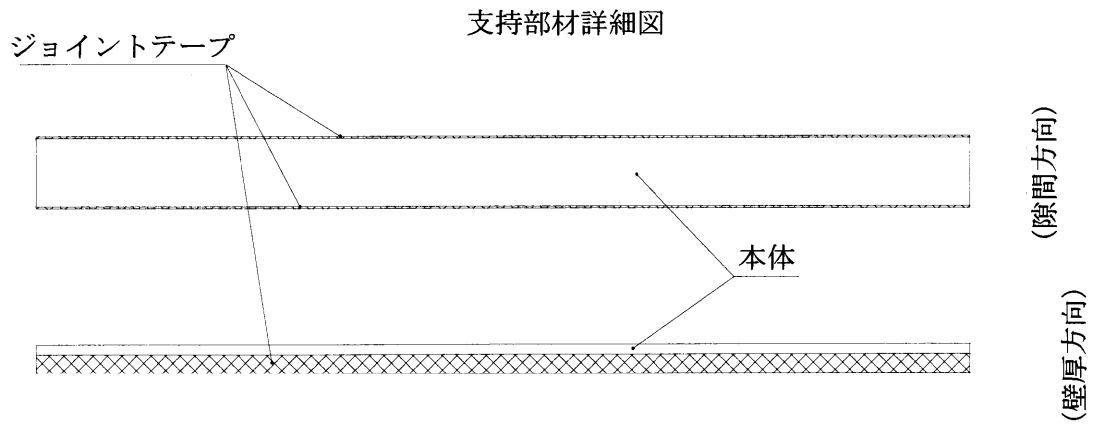 支持部材詳細図
ジョイントテープ
(隙間方向)
本体
(壁厚方向)